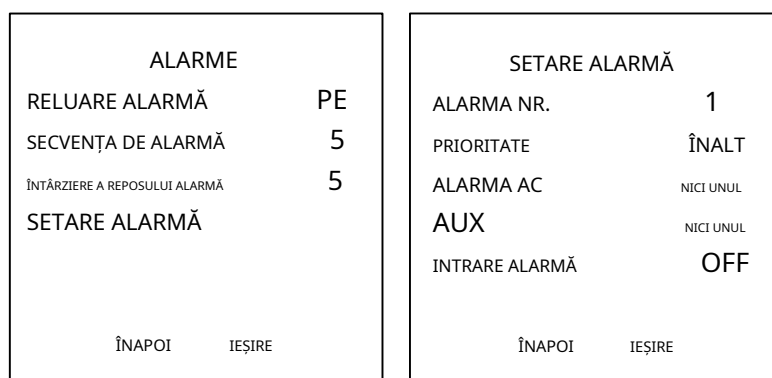 ALARME
RELUARE ALARMĂ PE
SECVENȚA DE ALARMĂ 5
ÎNTÂRZIERE A REPOSULUI ALARMĂ 5
SETARE ALARMĂ
ÎNAPOI IEȘIRE
SETARE ALARMĂ
ALARMA NR. 1
PRIORITATE ÎNALT
ALARMA AC NICI UNUL
AUX NICI UNUL
INTRARE ALARMĂ OFF
ÎNAPOI IEȘIRE